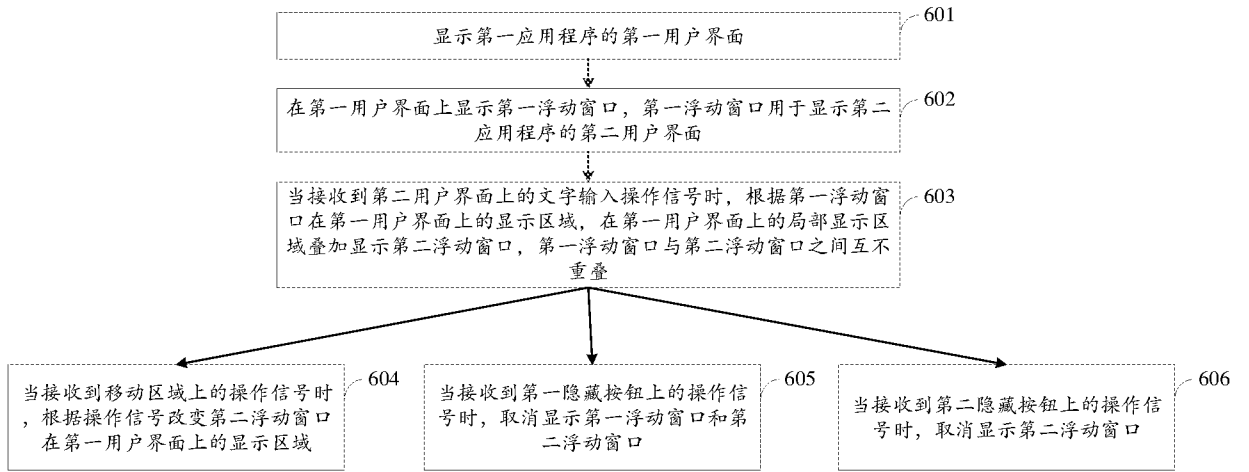 显示第一应用程序的第一用户界面
601
在第一用户界面上显示第一浮动窗口，第一浮动窗口用于显示第二
应用程序的第二用户界面
602
当接收到第二用户界面上的文字输入操作信号时，根据第一浮动窗
口在第一用户界面上的显示区域，在第一用户界面上的局部显示区
域叠加显示第二浮动窗口，第一浮动窗口与第二浮动窗口之间互不
重叠
603
当接收到移动区域上的操作信号时
，根据操作信号改变第二浮动窗口
在第一用户界面上的显示区域
604
当接收到第一隐藏按钮上的操作信
号时，取消显示第一浮动窗口和第
二浮动窗口
605
当接收到第二隐藏按钮上的操作信
号时，取消显示第二浮动窗口
606